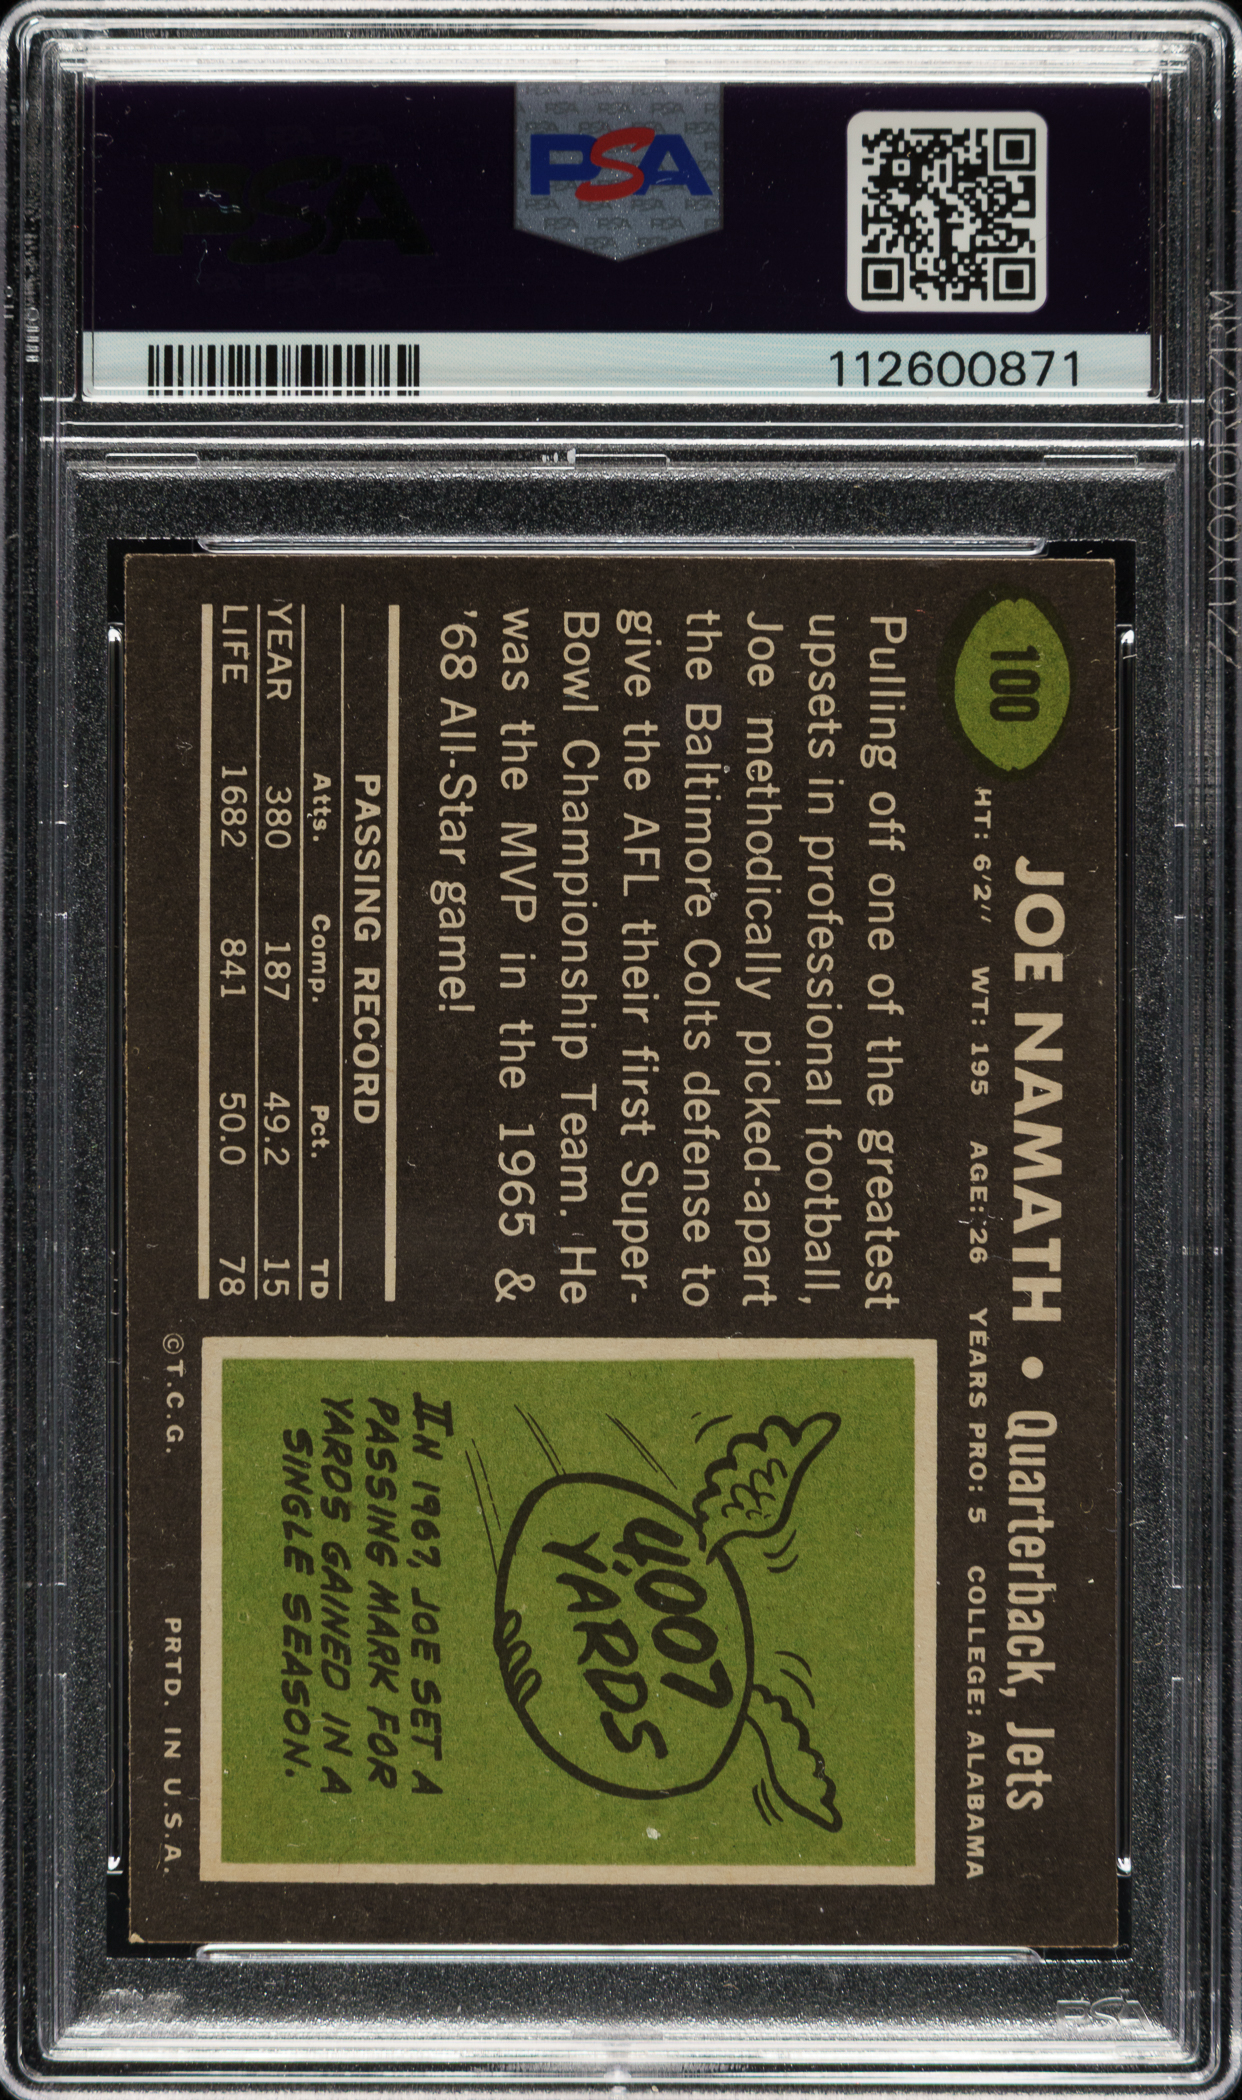 PSA
PSA
112600871
100
JOE NAMATH • Quarterback, Jets
HT: 6'2" WT: 195 AGE: 26 YEARS PRO: 5 COLLEGE: ALABAMA
Pulling off one of the greatest
upsets in professional football,
Joe methodically picked-apart
the Baltimore Colts defense to
give the AFL their first Super-
Bowl Championship Team. He
was the MVP in the 1965 &
'68 All-Star game!
PASSING RECORD
Atts. Comp. Pct. TD
YEAR 380 187 49.2 15
LIFE 1682 841 50.0 78
4,007
YARDS
IN 1967, JOE SET A
PASSING MARK FOR
YARDS GAINED IN A
SINGLE SEASON.
©T.C.G. PRTD. IN U.S.A.
PSA